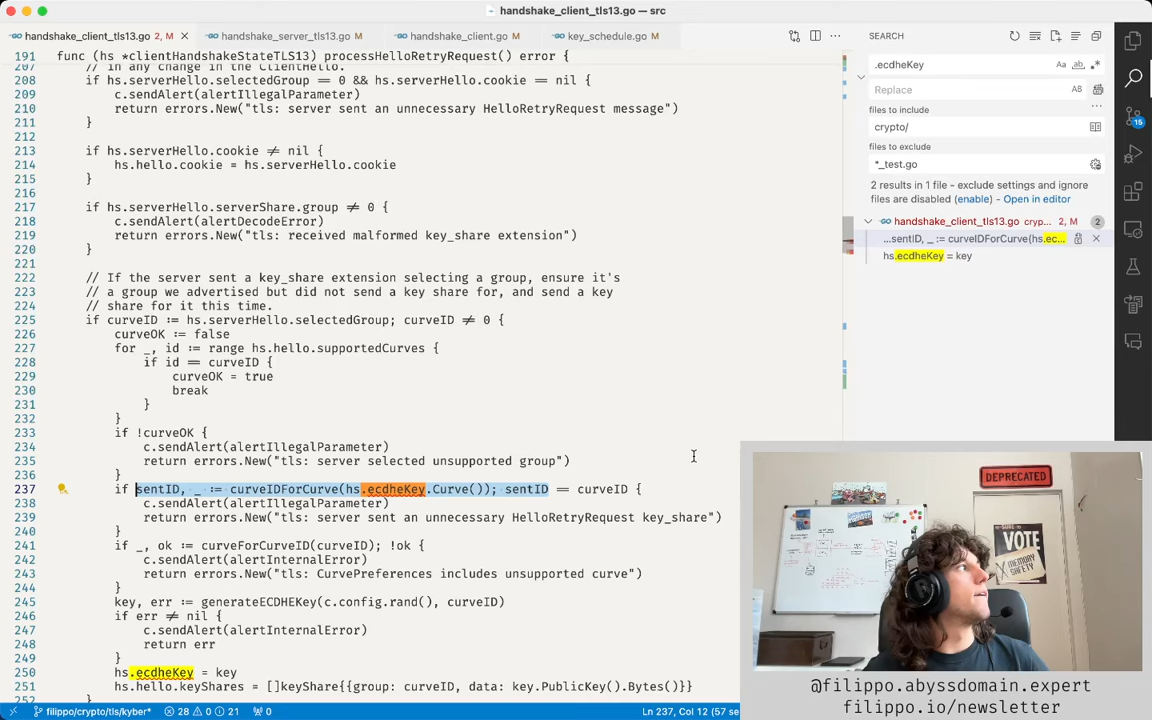 handshake_client_tls13.go — src
handshake_client_tls13.go 2, M
handshake_server_tls13.go M
handshake_client.go M
key_schedule.go M
191 func (hs *clientHandshakeStateTLS13) processHelloRetryRequest() error {
207 // in any change in the ClientHello.
208 if hs.serverHello.selectedGroup == 0 && hs.serverHello.cookie == nil {
209 c.sendAlert(alertIllegalParameter)
210 return errors.New("tls: server sent an unnecessary HelloRetryRequest message")
211 }
212
213 if hs.serverHello.cookie ≠ nil {
214 hs.hello.cookie = hs.serverHello.cookie
215 }
216
217 if hs.serverHello.serverShare.group ≠ 0 {
218 c.sendAlert(alertDecodeError)
219 return errors.New("tls: received malformed key_share extension")
220 }
221
222 // If the server sent a key_share extension selecting a group, ensure it's
223 // a group we advertised but did not send a key share for, and send a key
224 // share for it this time.
225 if curveID := hs.serverHello.selectedGroup; curveID ≠ 0 {
226 curveOK := false
227 for _, id := range hs.hello.supportedCurves {
228 if id == curveID {
229 curveOK = true
230 break
231 }
232 }
233 if !curveOK {
234 c.sendAlert(alertIllegalParameter)
235 return errors.New("tls: server selected unsupported group")
236 }
237 if sentID, _ := curveIDForCurve(hs.ecdheKey.Curve()); sentID == curveID {
238 c.sendAlert(alertIllegalParameter)
239 return errors.New("tls: server sent an unnecessary HelloRetryRequest key_share")
240 }
241 if _, ok := curveForCurveID(curveID); !ok {
242 c.sendAlert(alertInternalError)
243 return errors.New("tls: CurvePreferences includes unsupported curve")
244 }
245 key, err := generateECDHEKey(c.config.rand(), curveID)
246 if err ≠ nil {
247 c.sendAlert(alertInternalError)
248 return err
249 }
250 hs.ecdheKey = key
251 hs.hello.keyShares = []keyShare{{group: curveID, data: key.PublicKey().Bytes()}}
252 }
SEARCH
.ecdheKey
Aa ab .*
Replace
AB
files to include
crypto/
files to exclude
*_test.go
2 results in 1 file - exclude settings and ignore
files are disabled (enable) - Open in editor
handshake_client_tls13.go cryp... 2, M 2
...sentID, _ := curveIDForCurve(hs.ec...
hs.ecdheKey = key
15
DEPRECATED
VOTE
MEMORY
SAFETY
@filippo.abyssdomain.expert
filippo.io/newsletter
filippo/crypto/tls/kyber* 28 0 21 0
Ln 237, Col 12 (57 se